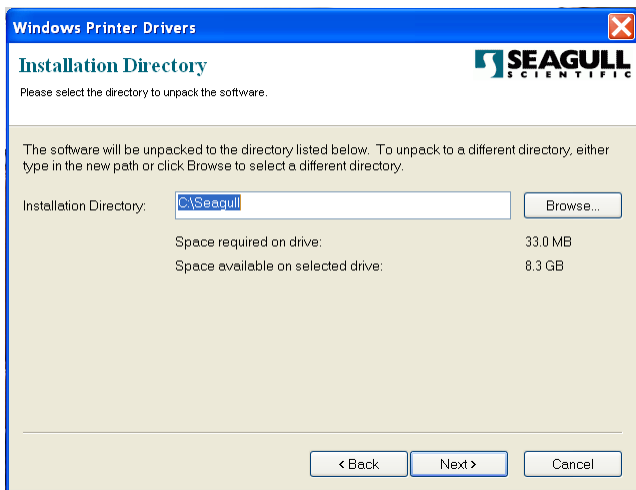 Windows Printer Drivers
Installation Directory
SEAGULL
SCIENTIFIC
Please select the directory to unpack the software.
The software will be unpacked to the directory listed below. To unpack to a different directory, either
type in the new path or click Browse to select a different directory.
Installation Directory: C:\Seagull Browse...
Space required on drive: 33.0 MB
Space available on selected drive: 8.3 GB
< Back Next > Cancel